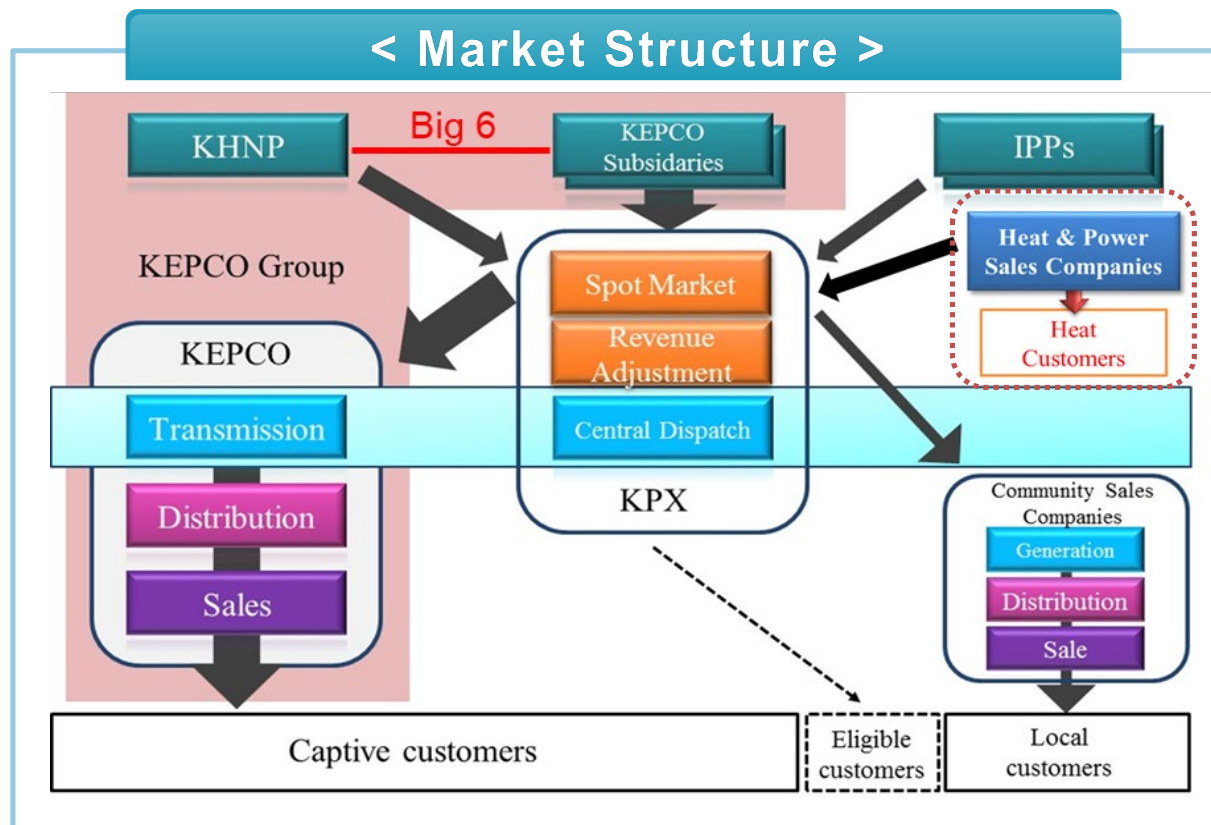 < Market Structure >
KHNP
Big 6
KEPCO
Subsidaries
IPPs
Heat & Power
Sales Companies
Heat
Customers
KEPCO Group
Spot Market
Revenue
Adjustment
Central Dispatch
KPX
KEPCO
Transmission
Distribution
Sales
Community Sales
Companies
Generation
Distribution
Sale
Captive customers
Eligible
customers
Local
customers